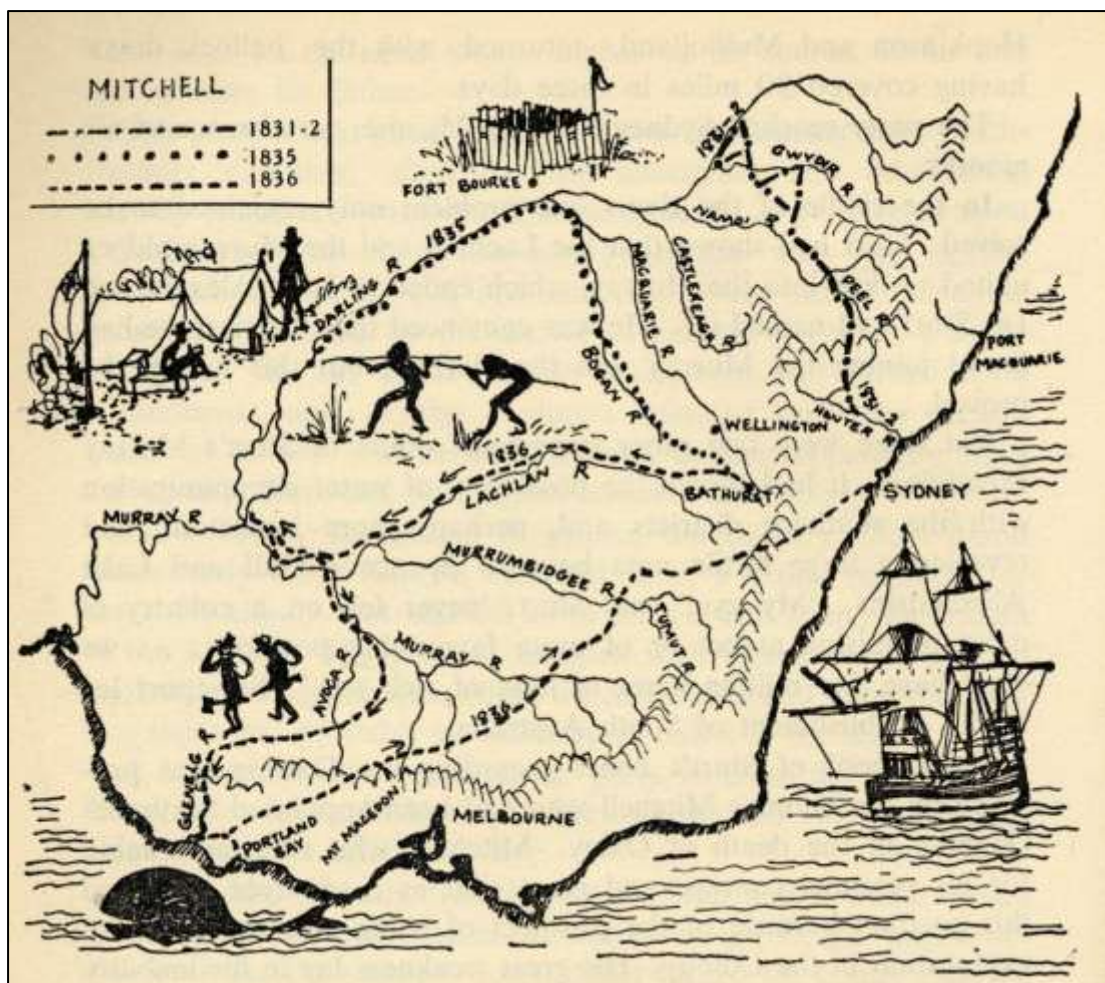 MITCHELL
1831-2
1835
1836
FORT BOURKE
1831
GWYDIR R.
NAMOI R.
1835
DARLING R
MACQUARIE R
CASTLEREAGH R
PEEL R
PORT MACQUARIE
BOGAN R
1831
HUNTER R
WELLINGTON
1836
LACHLAN R
BATHURST
SYDNEY
MURRAY R
MURRUMBIDGEE R
TUMUT R
MURRAY R
AVOCA R
1836
GLENELG R
PORTLAND BAY
MT MACEDON
MELBOURNE